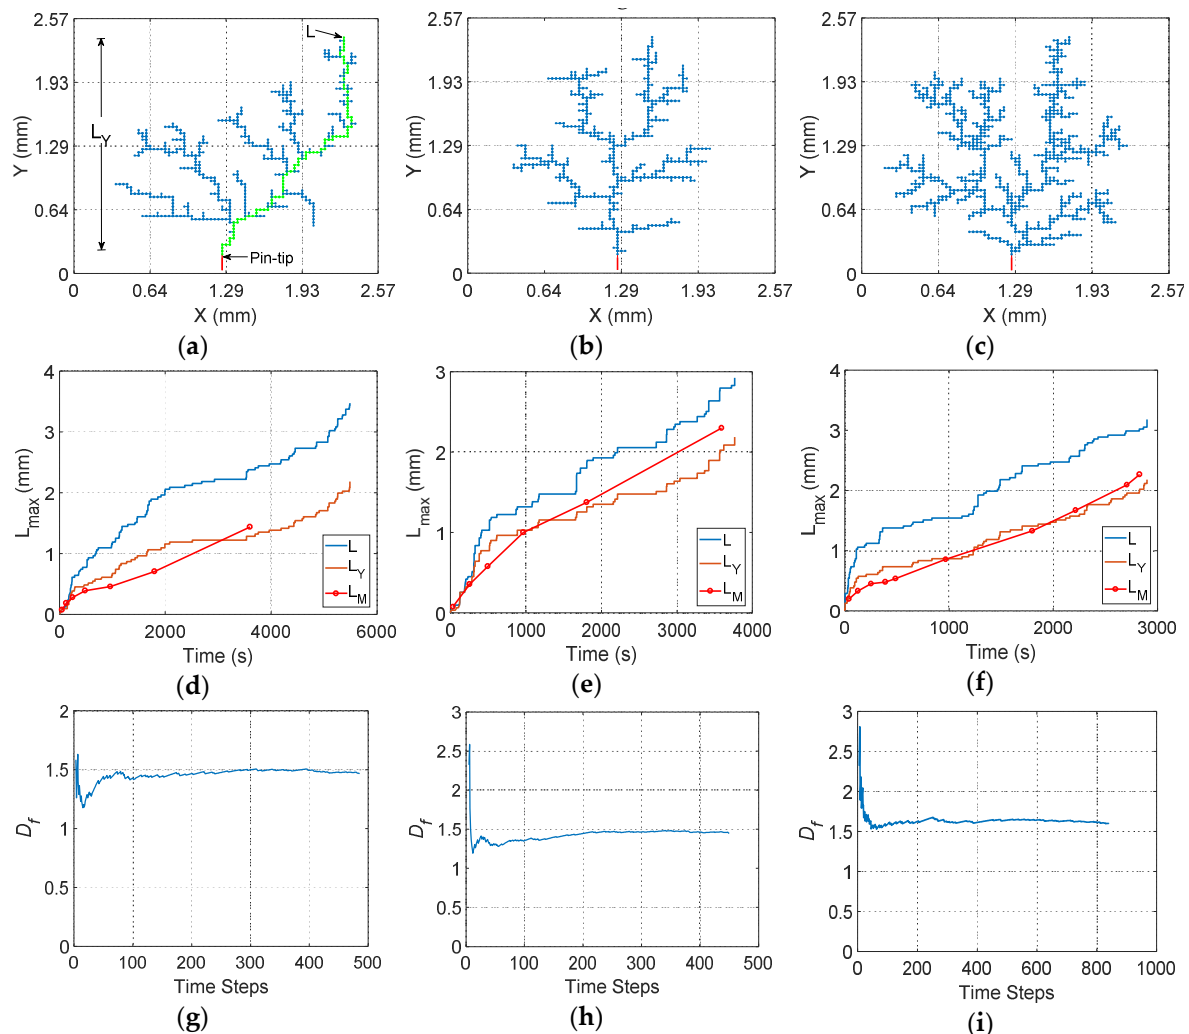 2.57
1.93
1.29
0.64
0
Y (mm)
L
L_Y
Pin-tip
0
0.64
1.29
1.93
2.57
X (mm)
(a)
2.57
1.93
1.29
0.64
0
Y (mm)
0
0.64
1.29
1.93
2.57
X (mm)
(b)
2.57
1.93
1.29
0.64
0
Y (mm)
0
0.64
1.29
1.93
2.57
X (mm)
(c)
4
3
2
1
0
L_max (mm)
L
L_Y
L_M
0
2000
4000
6000
Time (s)
(d)
3
2
1
0
L_max (mm)
L
L_Y
L_M
0
1000
2000
3000
4000
Time (s)
(e)
4
3
2
1
0
L_max (mm)
L
L_Y
L_M
0
1000
2000
3000
Time (s)
(f)
2
1.5
1
0.5
0
D_f
0
100
200
300
400
500
Time Steps
(g)
3
2.5
2
1.5
1
0.5
0
D_f
0
100
200
300
400
500
Time Steps
(h)
3
2.5
2
1.5
1
0.5
0
D_f
0
200
400
600
800
1000
Time Steps
(i)